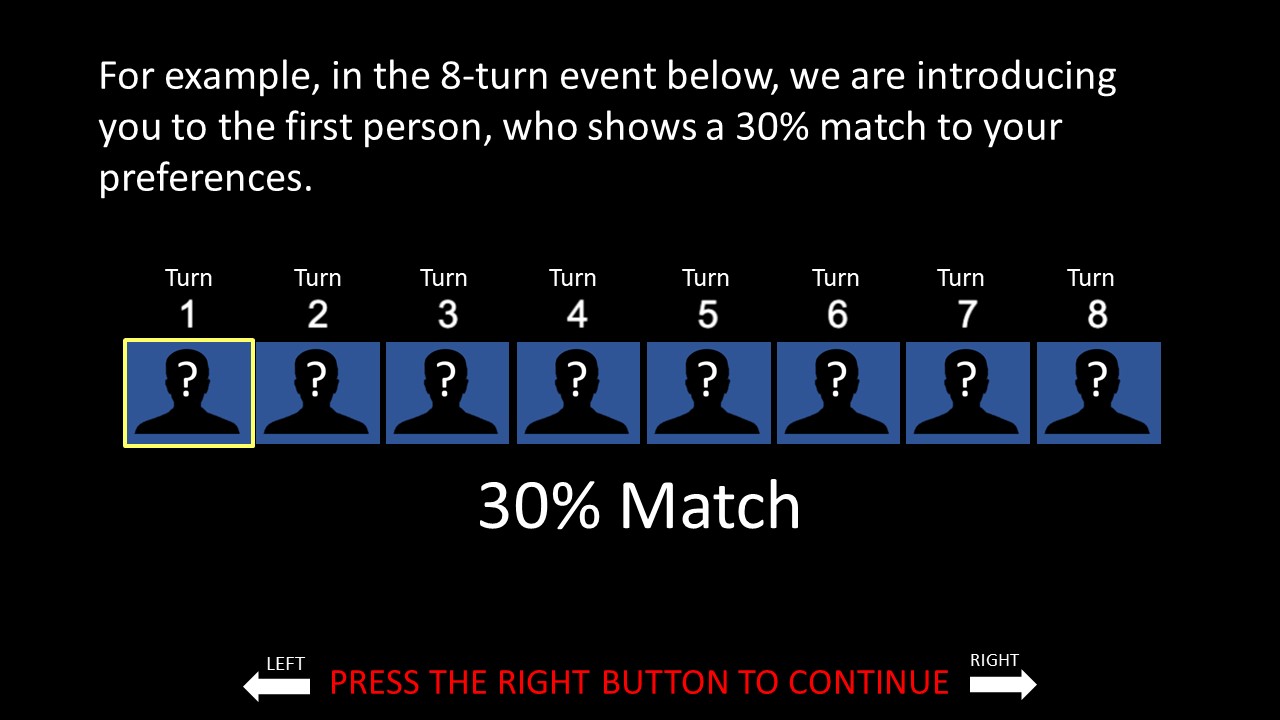 For example, in the 8-turn event below, we are introducing
you to the first person, who shows a 30% match to your
preferences.
Turn Turn Turn Turn Turn Turn Turn Turn
1 2 3 4 5 6 7 8
? ? ? ? ? ? ? ?
30% Match
LEFT PRESS THE RIGHT BUTTON TO CONTINUE RIGHT